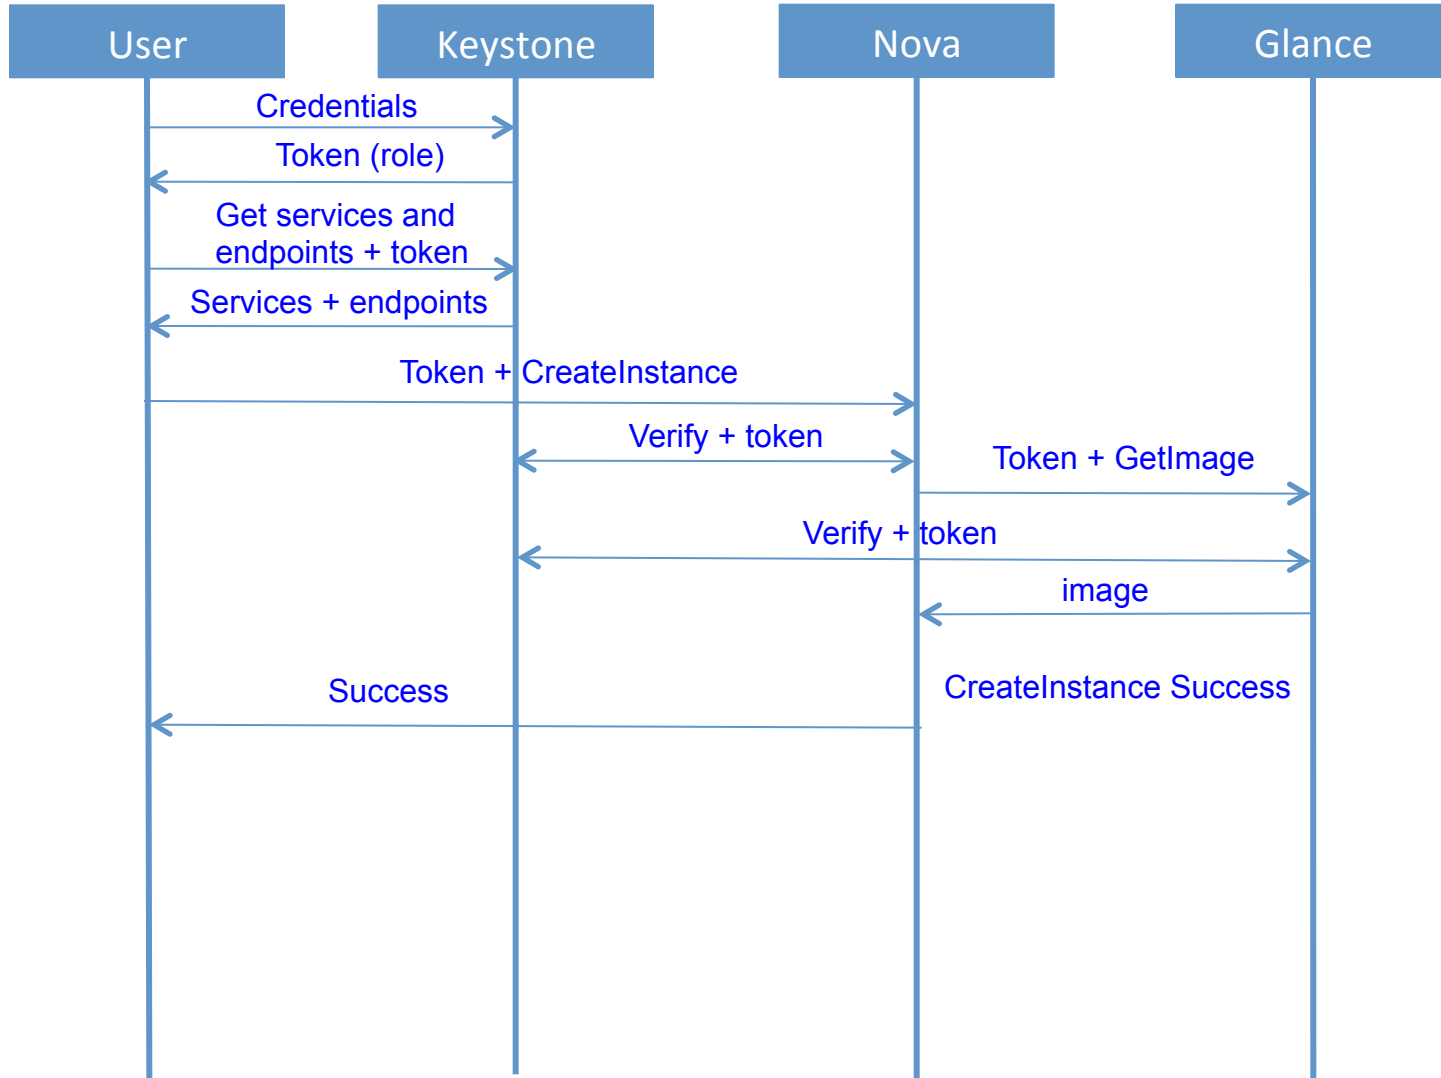 User
Keystone
Nova
Glance
Credentials
Token (role)
Get services and
endpoints + token
Services + endpoints
Token + CreateInstance
Verify + token
Token + GetImage
Verify + token
image
Success
CreateInstance Success